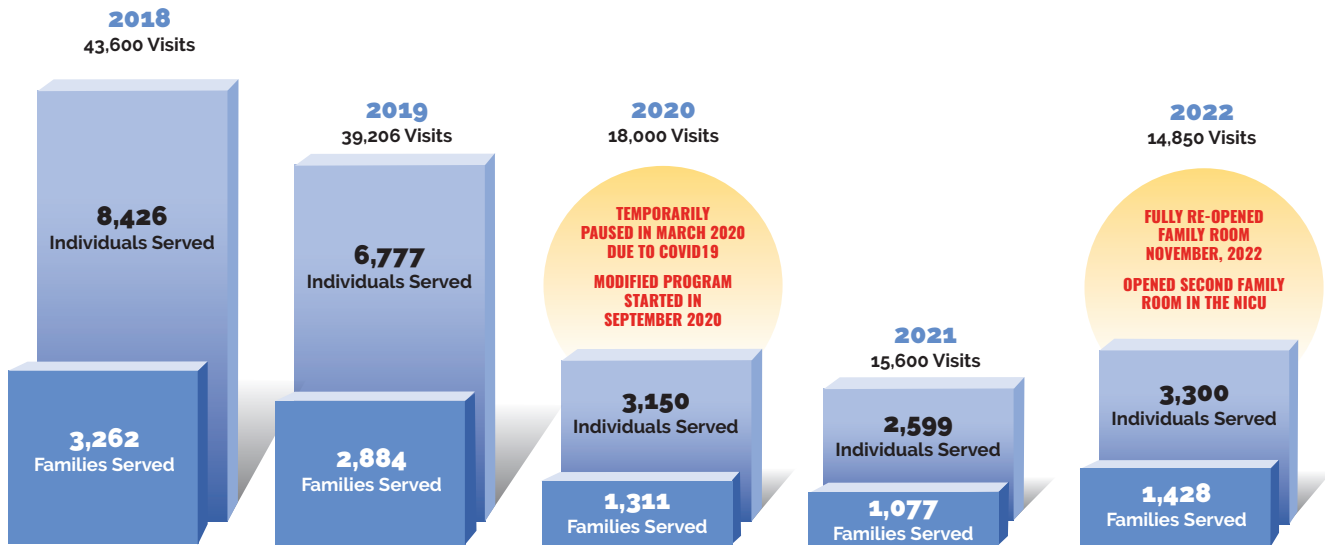 2018
43,600 Visits
8,426
Individuals Served
3,262
Families Served
2019
39,206 Visits
6,777
Individuals Served
2,884
Families Served
2020
18,000 Visits
TEMPORARILY
PAUSED IN MARCH 2020
DUE TO COVID19
MODIFIED PROGRAM
STARTED IN
SEPTEMBER 2020
3,150
Individuals Served
1,311
Families Served
2021
15,600 Visits
2,599
Individuals Served
1,077
Families Served
2022
14,850 Visits
FULLY RE-OPENED
FAMILY ROOM
NOVEMBER, 2022
OPENED SECOND FAMILY
ROOM IN THE NICU
3,300
Individuals Served
1,428
Families Served